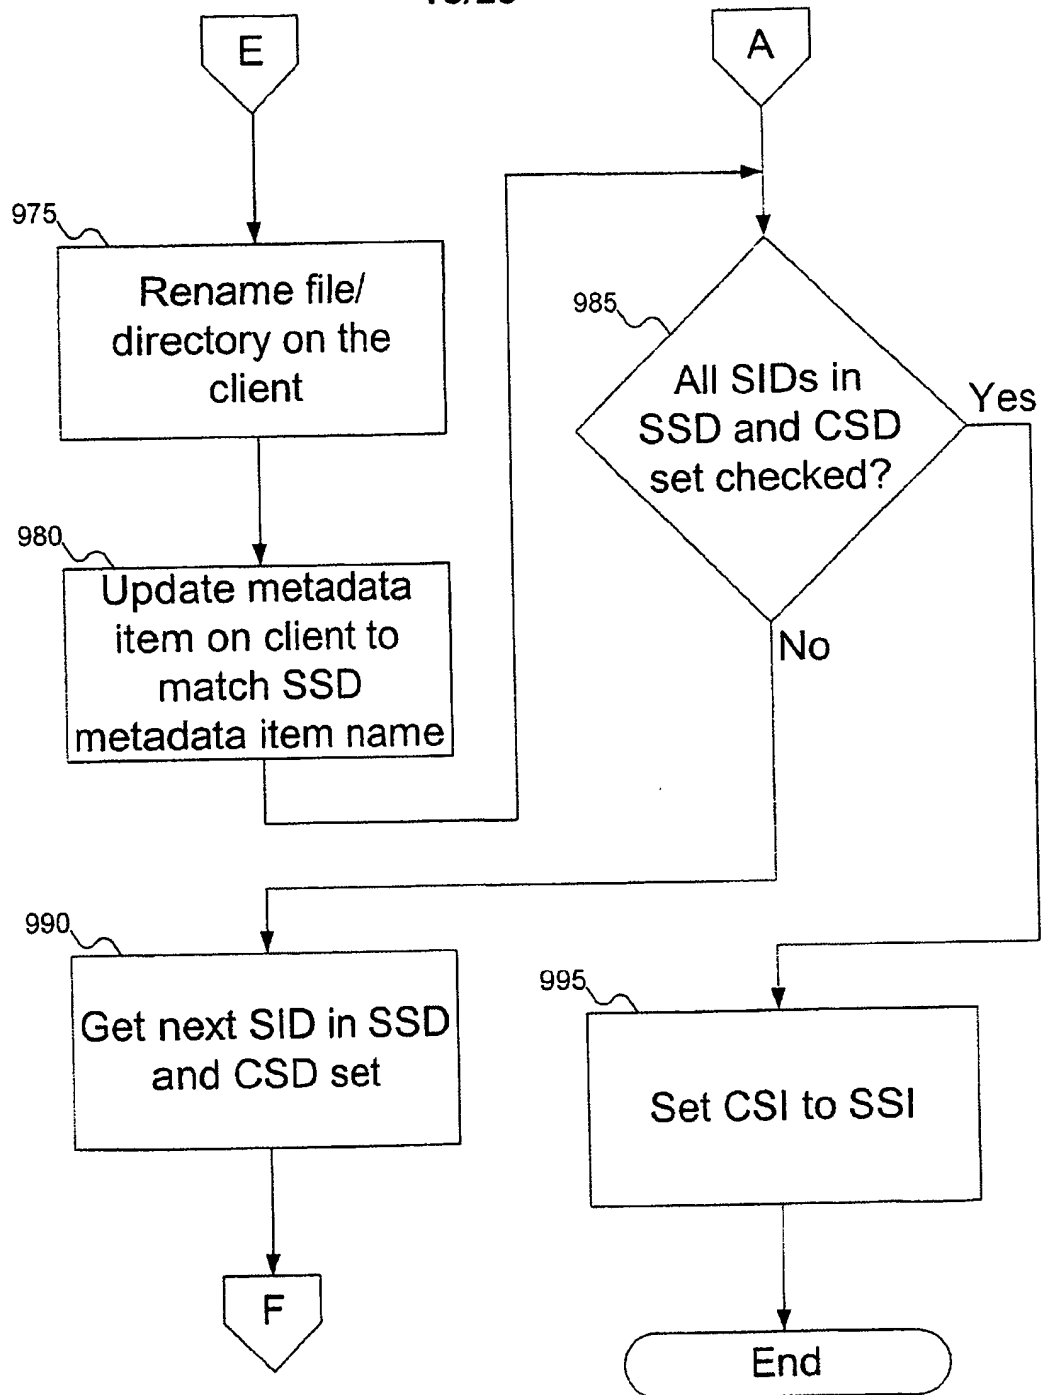 E
A
975
Rename file/
directory on the
client
985
All SIDs in
SSD and CSD
set checked?
Yes
980
Update metadata
item on client to
match SSD
metadata item name
No
990
Get next SID in SSD
and CSD set
995
Set CSI to SSI
F
End